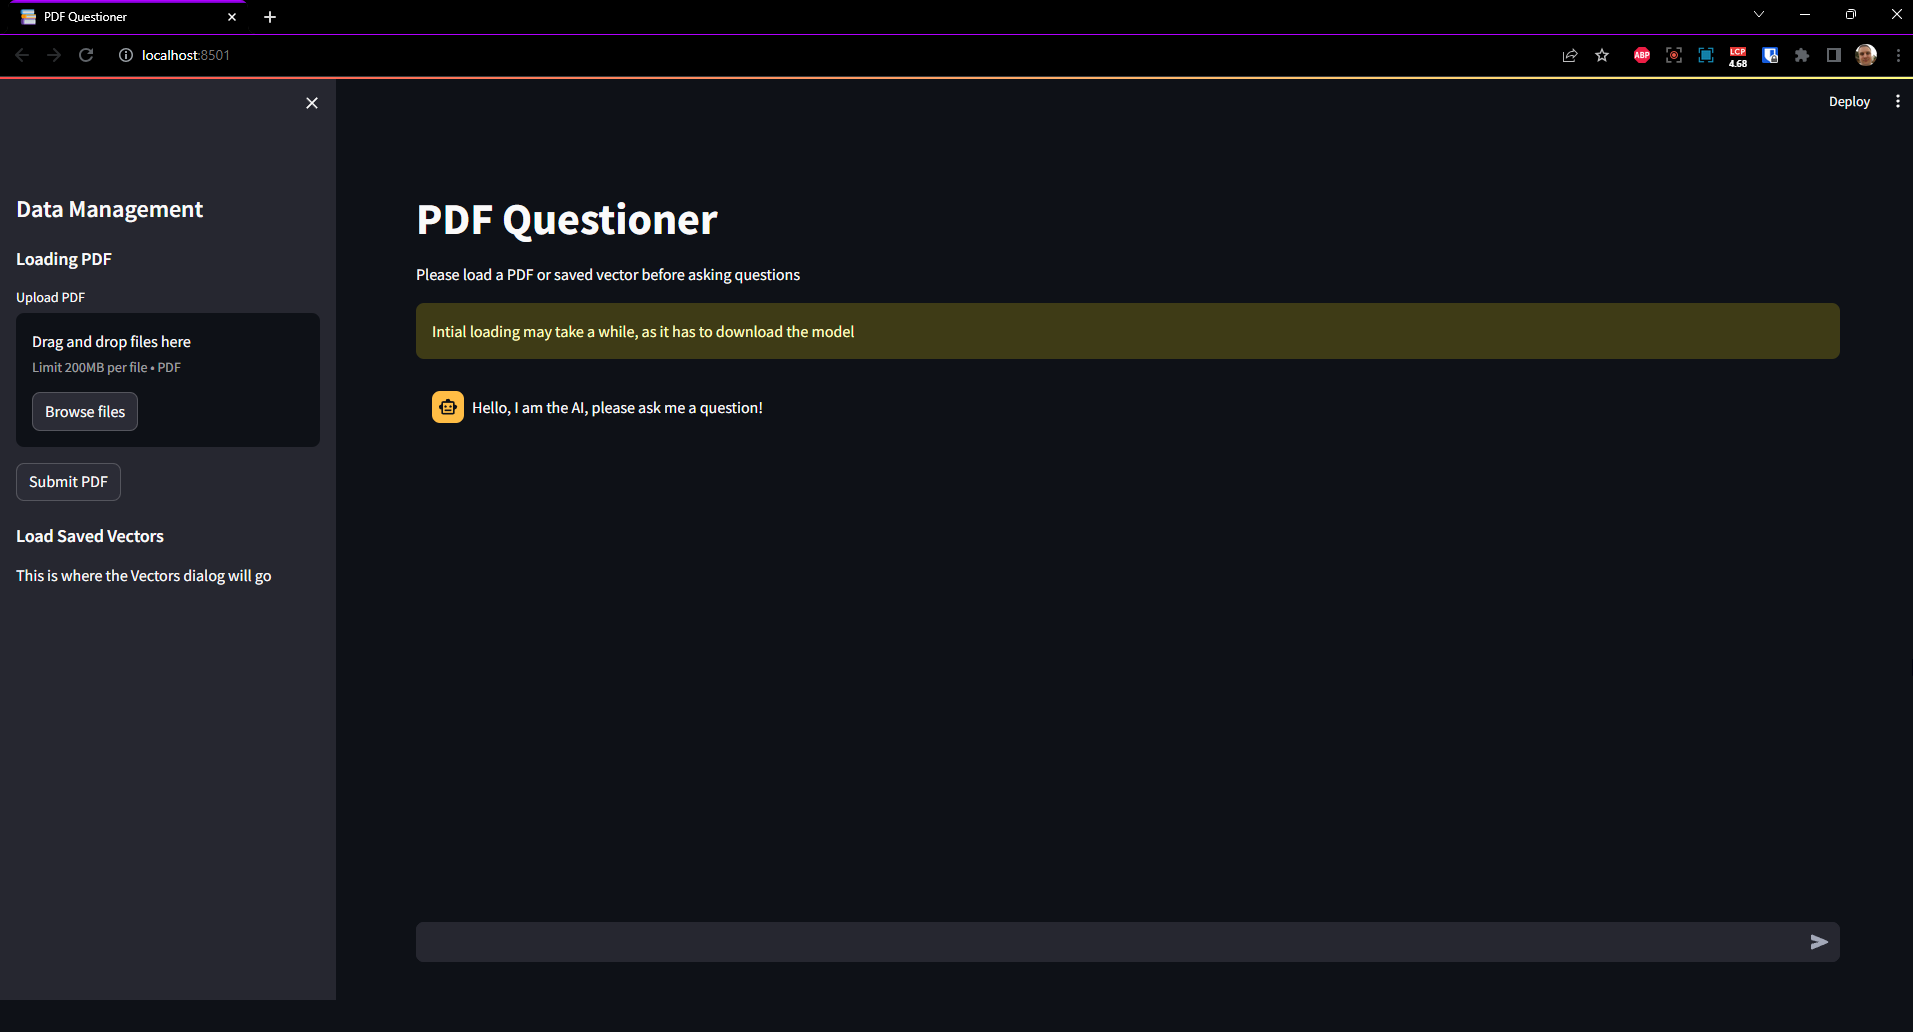 PDF Questioner
localhost:8501
ABP
LCP
4.68
Deploy
Data Management
Loading PDF
Upload PDF
Drag and drop files here
Limit 200MB per file • PDF
Browse files
Submit PDF
Load Saved Vectors
This is where the Vectors dialog will go
PDF Questioner
Please load a PDF or saved vector before asking questions
Intial loading may take a while, as it has to download the model
Hello, I am the AI, please ask me a question!